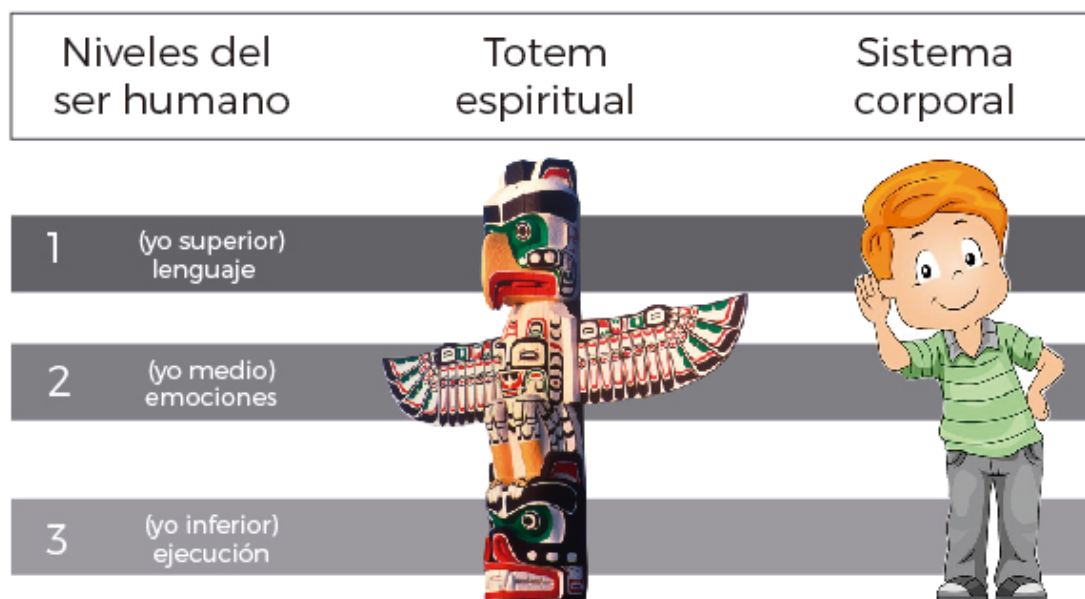 Niveles del
ser humano
Totem
espiritual
Sistema
corporal
1
(yo superior)
lenguaje
2
(yo medio)
emociones
3
(yo inferior)
ejecución